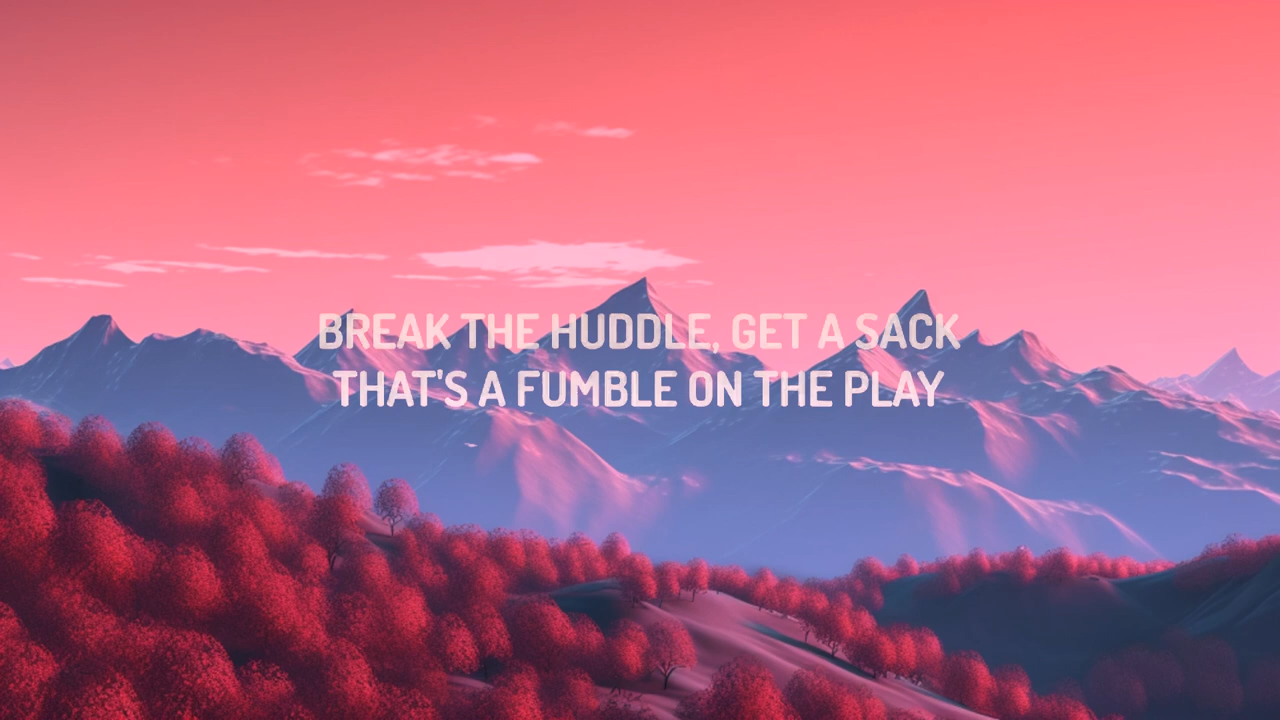 BREAK THE HUDDLE, GET A SACK
THAT'S A FUMBLE ON THE PLAY